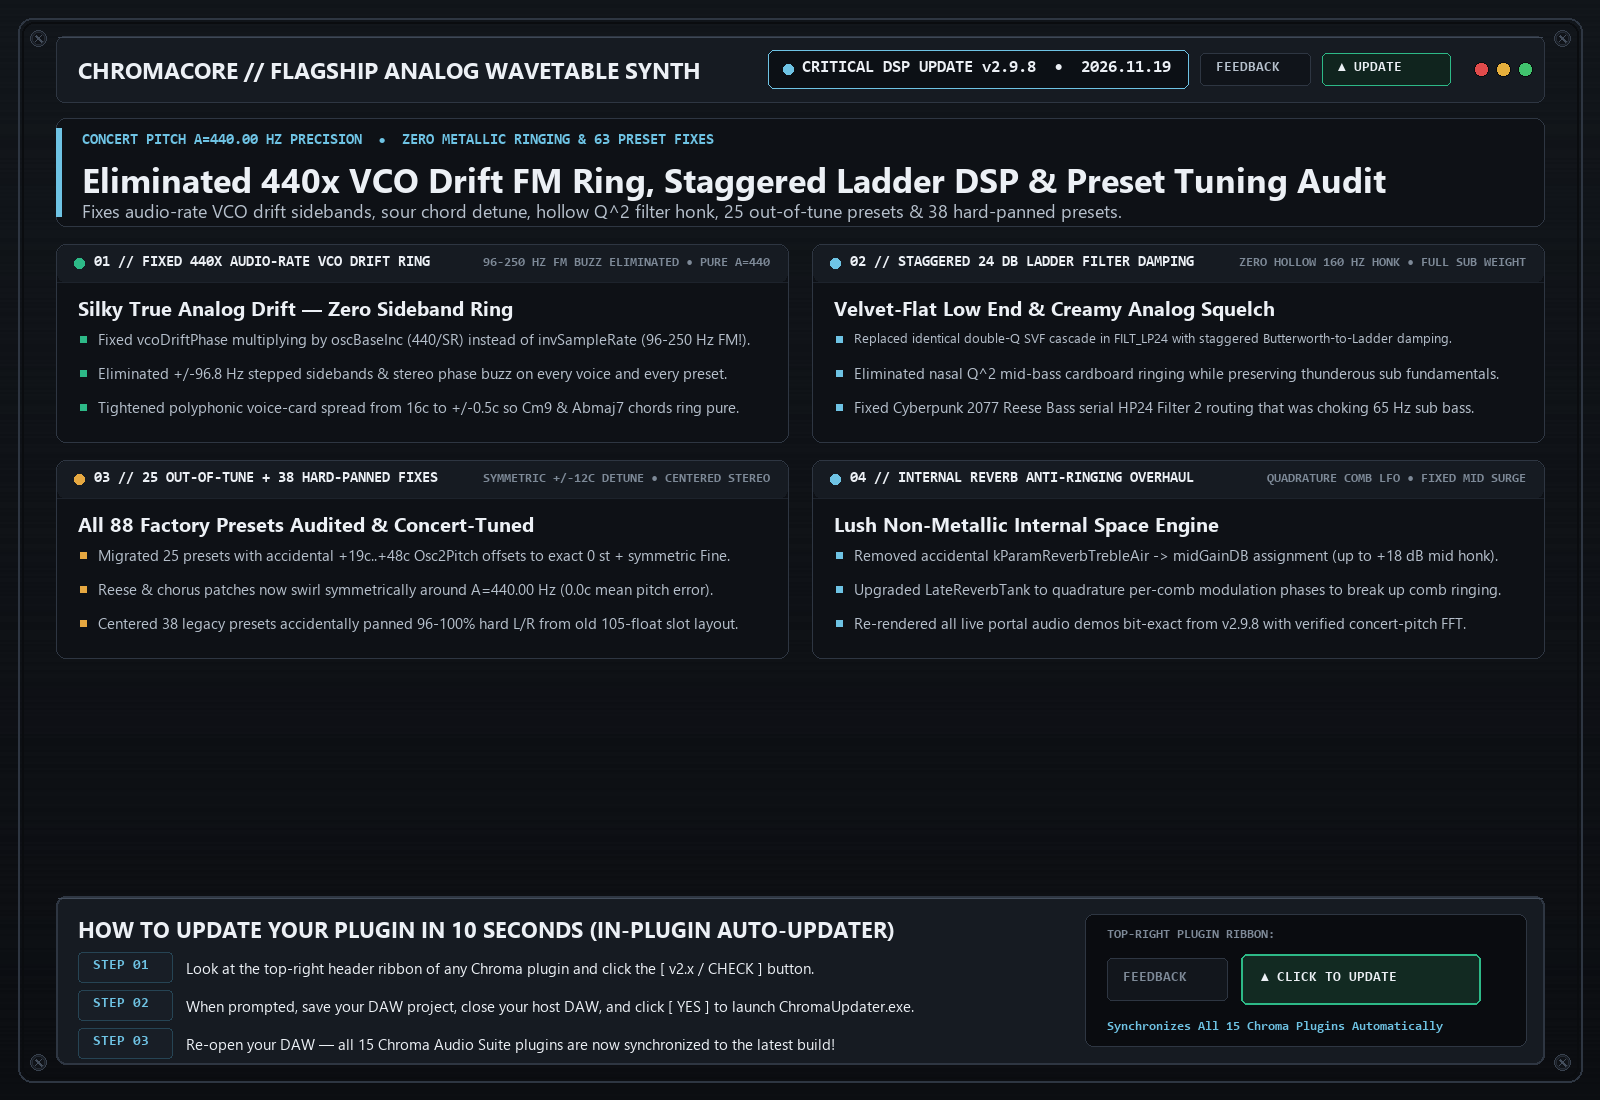 CHROMACORE // FLAGSHIP ANALOG WAVETABLE SYNTH
CRITICAL DSP UPDATE v2.9.8 • 2026.11.19
FEEDBACK
▲ UPDATE
CONCERT PITCH A=440.00 HZ PRECISION • ZERO METALLIC RINGING & 63 PRESET FIXES
Eliminated 440x VCO Drift FM Ring, Staggered Ladder DSP & Preset Tuning Audit
Fixes audio-rate VCO drift sidebands, sour chord detune, hollow Q^2 filter honk, 25 out-of-tune presets & 38 hard-panned presets.
01 // FIXED 440X AUDIO-RATE VCO DRIFT RING
96-250 HZ FM BUZZ ELIMINATED • PURE A=440
Silky True Analog Drift — Zero Sideband Ring
Fixed vcoDriftPhase multiplying by oscBaseInc (440/SR) instead of invSampleRate (96-250 Hz FM!).
Eliminated +/-96.8 Hz stepped sidebands & stereo phase buzz on every voice and every preset.
Tightened polyphonic voice-card spread from 16c to +/-0.5c so Cm9 & Abmaj7 chords ring pure.
02 // STAGGERED 24 DB LADDER FILTER DAMPING
ZERO HOLLOW 160 HZ HONK • FULL SUB WEIGHT
Velvet-Flat Low End & Creamy Analog Squelch
Replaced identical double-Q SVF cascade in FILT_LP24 with staggered Butterworth-to-Ladder damping.
Eliminated nasal Q^2 mid-bass cardboard ringing while preserving thunderous sub fundamentals.
Fixed Cyberpunk 2077 Reese Bass serial HP24 Filter 2 routing that was choking 65 Hz sub bass.
03 // 25 OUT-OF-TUNE + 38 HARD-PANNED FIXES
SYMMETRIC +/-12C DETUNE • CENTERED STEREO
All 88 Factory Presets Audited & Concert-Tuned
Migrated 25 presets with accidental +19c..+48c Osc2Pitch offsets to exact 0 st + symmetric Fine.
Reese & chorus patches now swirl symmetrically around A=440.00 Hz (0.0c mean pitch error).
Centered 38 legacy presets accidentally panned 96-100% hard L/R from old 105-float slot layout.
04 // INTERNAL REVERB ANTI-RINGING OVERHAUL
QUADRATURE COMB LFO • FIXED MID SURGE
Lush Non-Metallic Internal Space Engine
Removed accidental kParamReverbTrebleAir -> midGainDB assignment (up to +18 dB mid honk).
Upgraded LateReverbTank to quadrature per-comb modulation phases to break up comb ringing.
Re-rendered all live portal audio demos bit-exact from v2.9.8 with verified concert-pitch FFT.
HOW TO UPDATE YOUR PLUGIN IN 10 SECONDS (IN-PLUGIN AUTO-UPDATER)
STEP 01
Look at the top-right header ribbon of any Chroma plugin and click the [ v2.x / CHECK ] button.
STEP 02
When prompted, save your DAW project, close your host DAW, and click [ YES ] to launch ChromaUpdater.exe.
STEP 03
Re-open your DAW — all 15 Chroma Audio Suite plugins are now synchronized to the latest build!
TOP-RIGHT PLUGIN RIBBON:
FEEDBACK
▲ CLICK TO UPDATE
Synchronizes All 15 Chroma Plugins Automatically